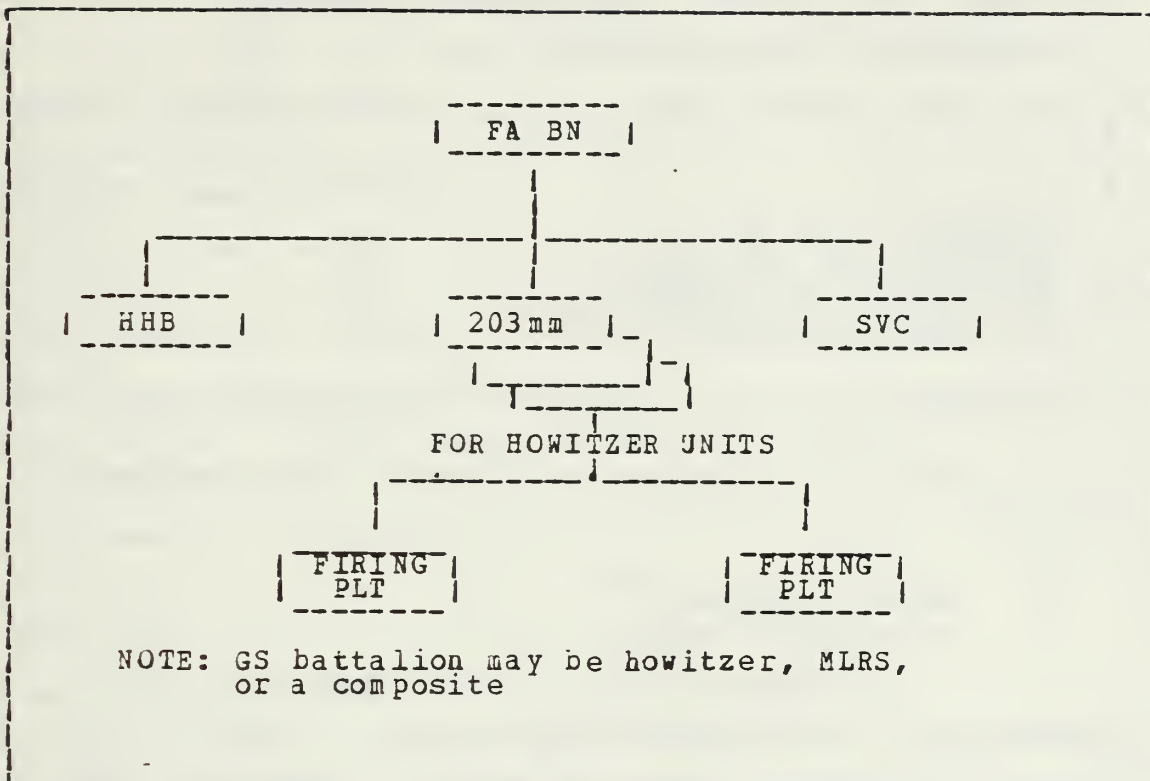 FA BN
HHB 203mm SVC
FOR HOWITZER UNITS
FIRING FIRING
PLT PLT
NOTE: GS battalion may be howitzer, MLRS,
or a composite